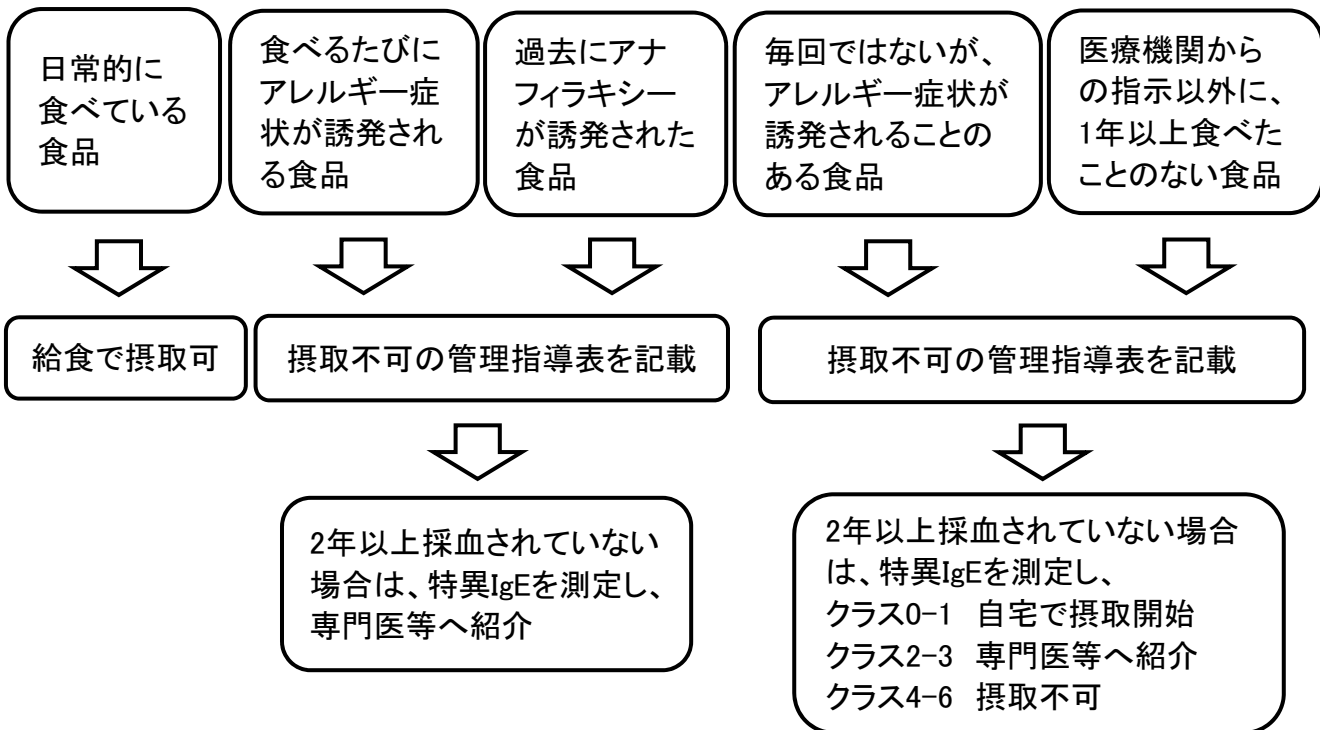 日常的に
食べている
食品
食べるたびに
アレルギー症
状が誘発され
る食品
過去にアナ
フィラキシー
が誘発された
食品
毎回ではないが、
アレルギー症状が
誘発されることの
ある食品
医療機関から
の指示以外に、
1年以上食べた
ことのない食品
給食で摂取可
摂取不可の管理指導表を記載
摂取不可の管理指導表を記載
2年以上採血されていない
場合は、特異IgEを測定し、
専門医等へ紹介
2年以上採血されていない場合
は、特異IgEを測定し、
クラス0-1 自宅で摂取開始
クラス2-3 専門医等へ紹介
クラス4-6 摂取不可